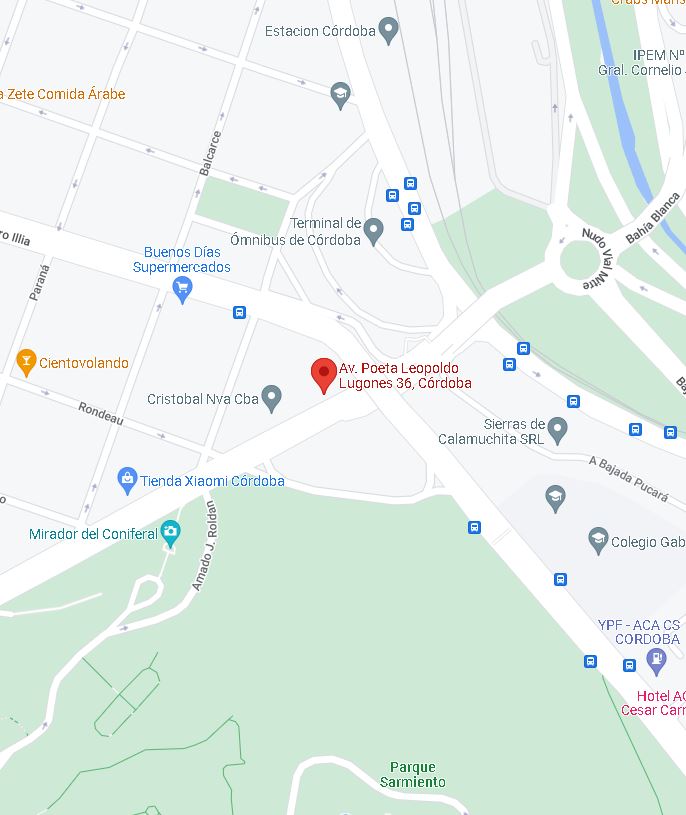 Estacion Córdoba
IPEM Nº
Gral. Cornelio
a Zete Comida Árabe
Balcarce
Bahía Blanca
Terminal de
Ómnibus de Córdoba
Nudo Vial Mitre
ro Illia
Buenos Días
Supermercados
Paraná
Cientovolando
Av. Poeta Leopoldo
Lugones 36, Córdoba
Cristobal Nva Cba
Rondeau
Sierras de
Calamuchita SRL
A Bajada Pucará
Tienda Xiaomi Córdoba
o
Mirador del Coniferal
Amado J. Roldan
Colegio Gab
YPF - ACA CS
CORDOBA
Hotel AC
Cesar Carr
Parque
Sarmiento